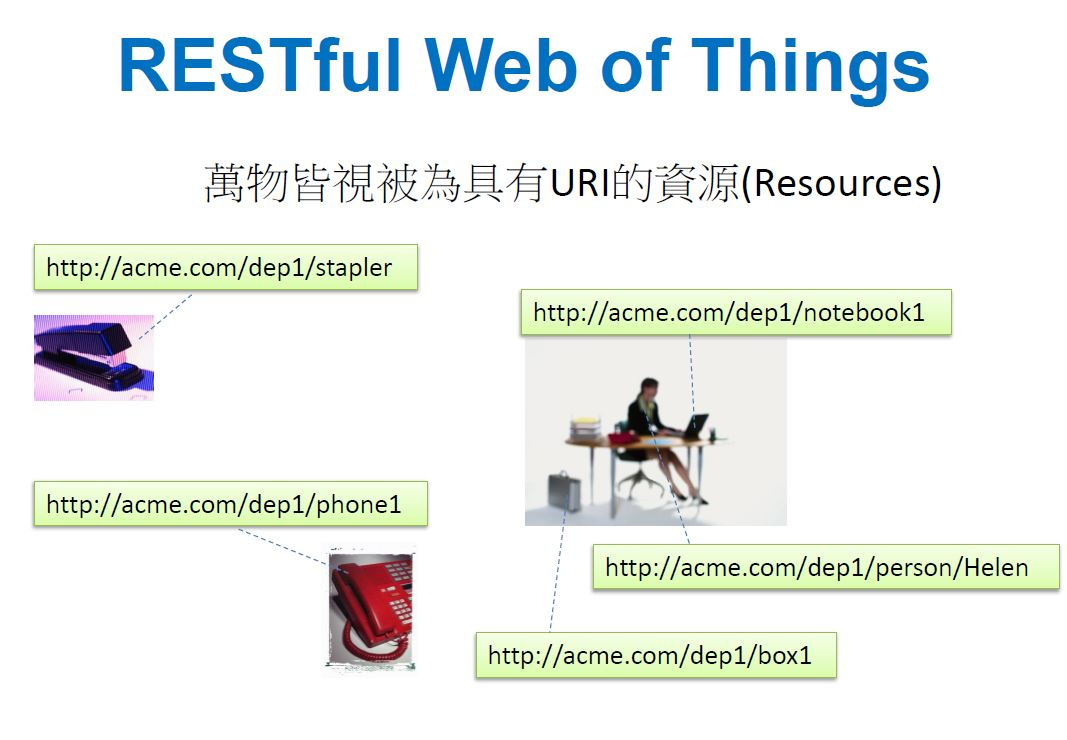 RESTful Web of Things
萬物皆視被為具有URI的資源(Resources)
http://acme.com/dep1/stapler
http://acme.com/dep1/notebook1
http://acme.com/dep1/phone1
http://acme.com/dep1/person/Helen
http://acme.com/dep1/box1